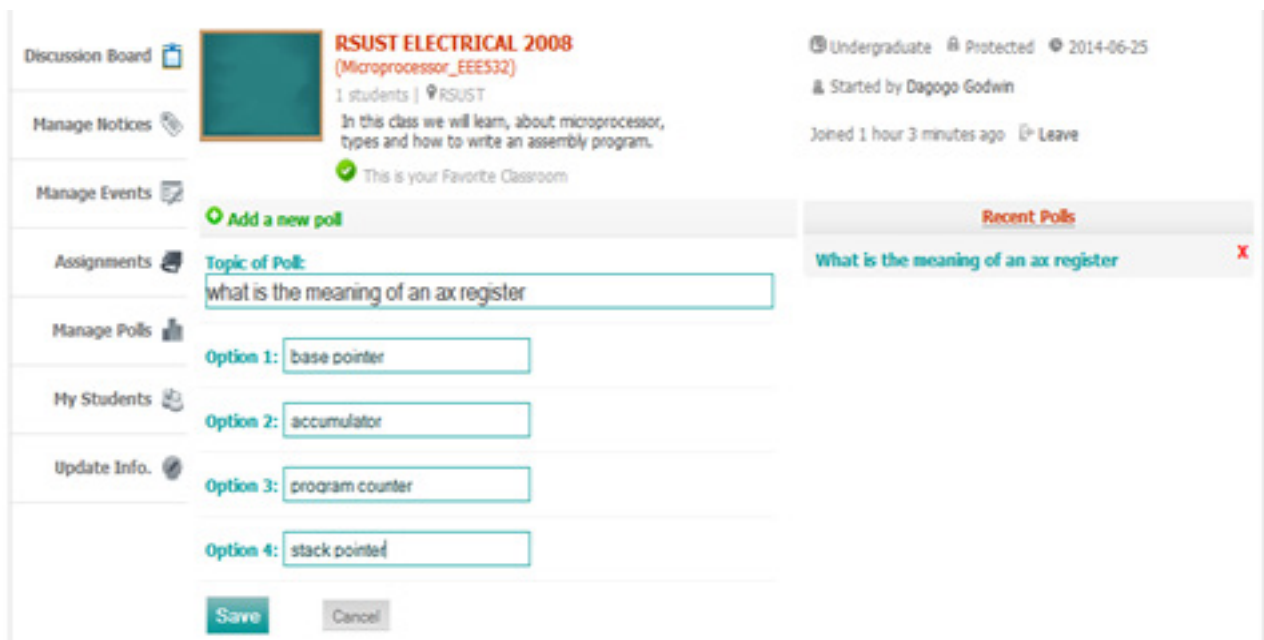 Discussion Board
Manage Notices
Manage Events
Assignments
Manage Polls
My Students
Update Info.
RSUST ELECTRICAL 2008
(Microprocessor_EEE532)
1 students | RSUST
In this class we will learn, about microprocessor,
types and how to write an assembly program.
This is your Favorite Classroom
Undergraduate Protected 2014-06-25
Started by Dagogo Godwin
Joined 1 hour 3 minutes ago Leave
Add a new poll
Topic of Poll:
what is the meaning of an ax register
Option 1: base pointer
Option 2: accumulator
Option 3: program counter
Option 4: stack pointer
Save Cancel
Recent Polls
What is the meaning of an ax register X